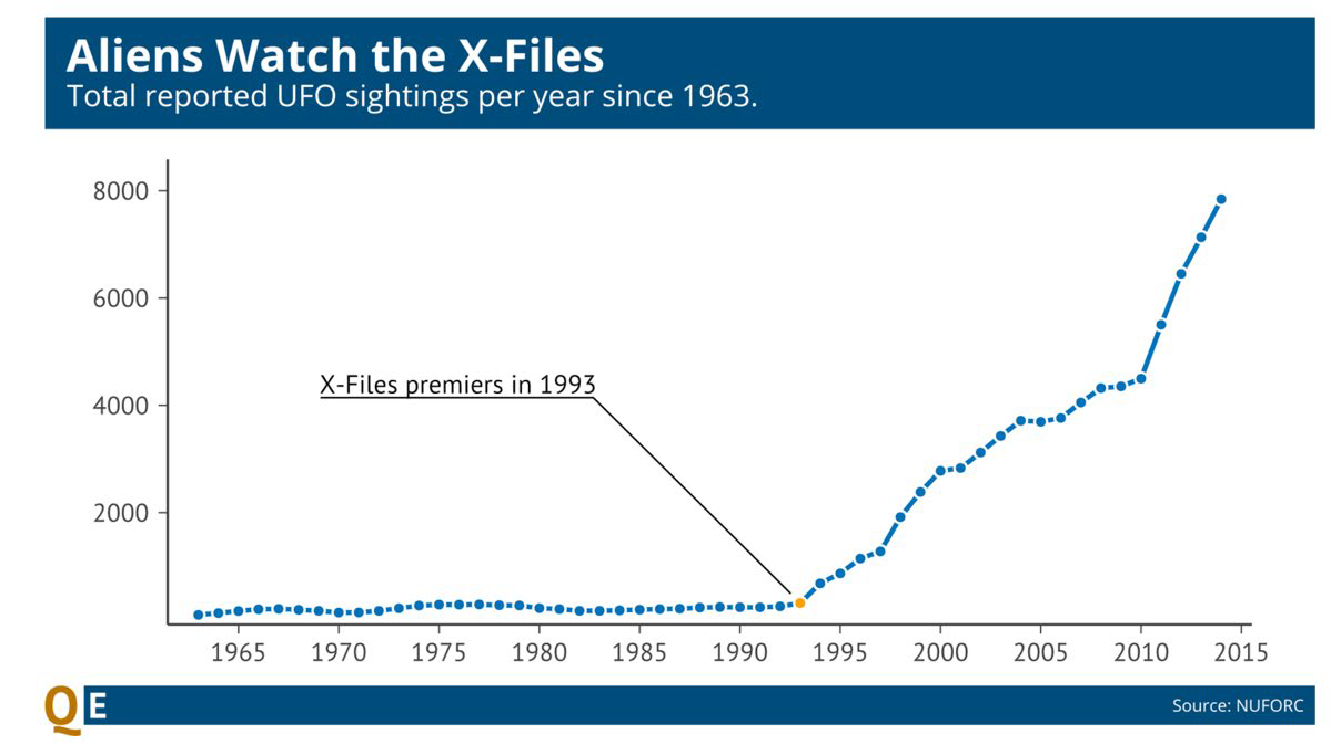 Aliens Watch the X-Files
Total reported UFO sightings per year since 1963.
8000
6000
4000
2000
X-Files premiers in 1993
1965 1970 1975 1980 1985 1990 1995 2000 2005 2010 2015
QE
Source: NUFORC